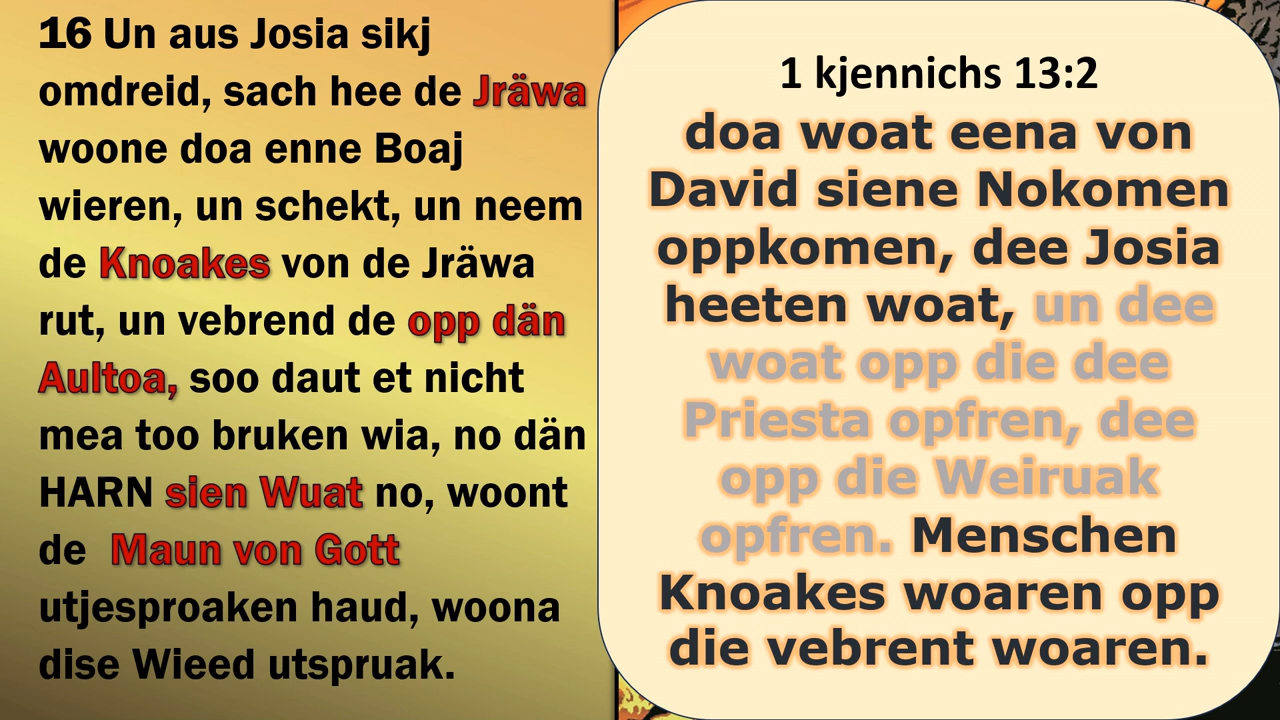 16 Un aus Josia sikj
omdreid, sach hee de Jräwa
woone doa enne Boaj
wieren, un schekt, un neem
de Knoakes von de Jräwa
rut, un vebrend de opp dän
Aultoa, soo daut et nicht
mea too bruken wia, no dän
HARN sien Wuat no, woont
de Maun von Gott
utjesproaken haud, woona
dise Wieed utspruak.
1 kjennichs 13:2
doa woat eena von
David siene Nokomen
oppkomen, dee Josia
heeten woat, un dee
woat opp die dee
Priesta opfren, dee
opp die Weiruak
opfren. Menschen
Knoakes woaren opp
die vebrent woaren.